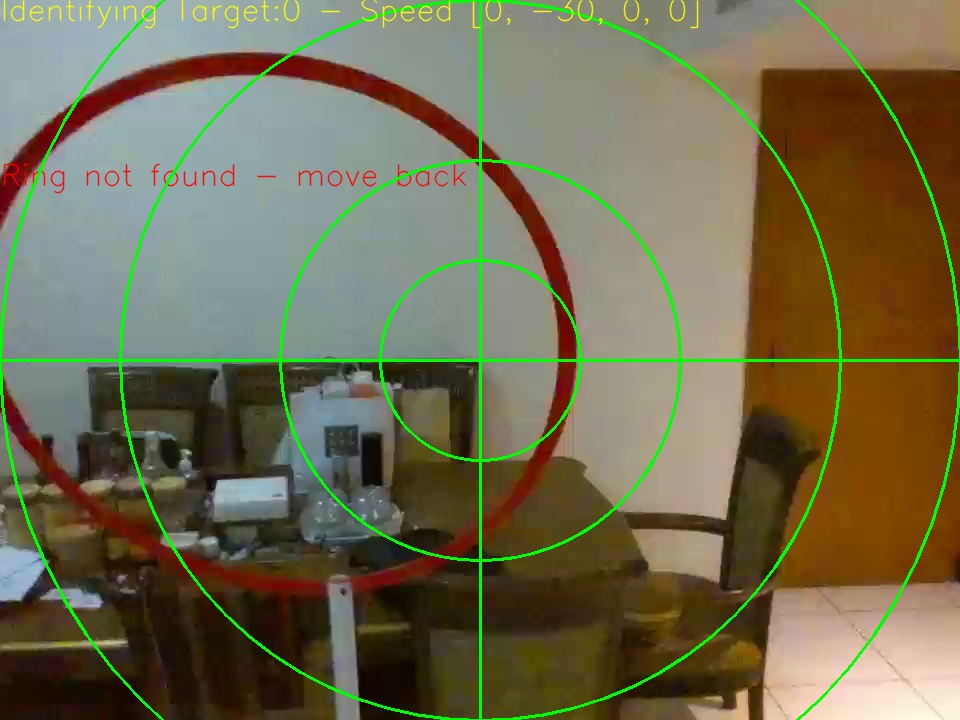 Identifying Target:0 - Speed [0, -30, 0, 0]
Ring not found - move back